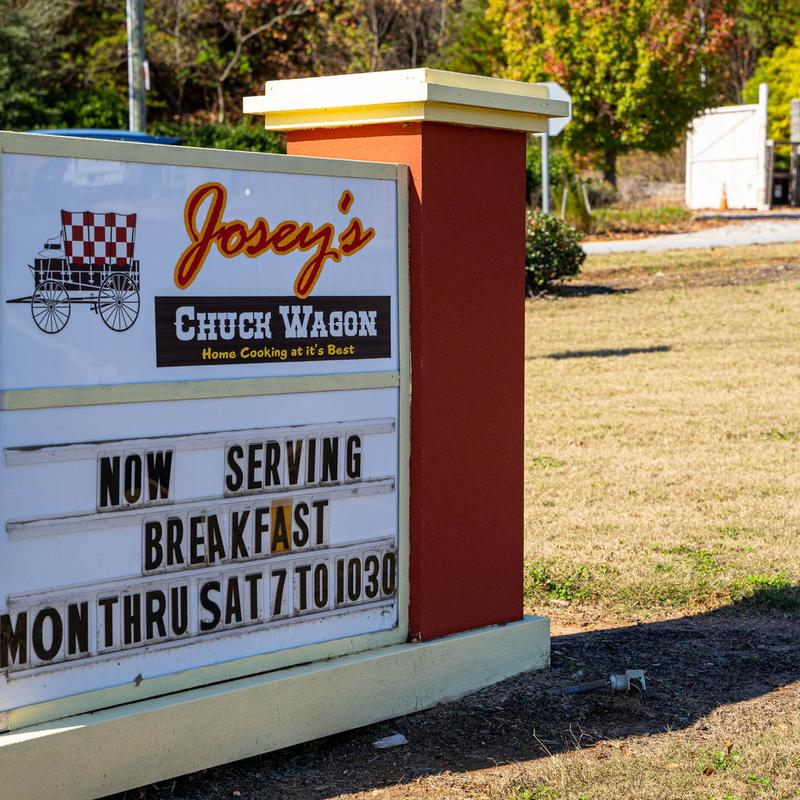 Josey's
CHUCK WAGON
Home Cooking at it's Best
NOW SERVING
BREAKFAST
MON THRU SAT 7 TO 1030